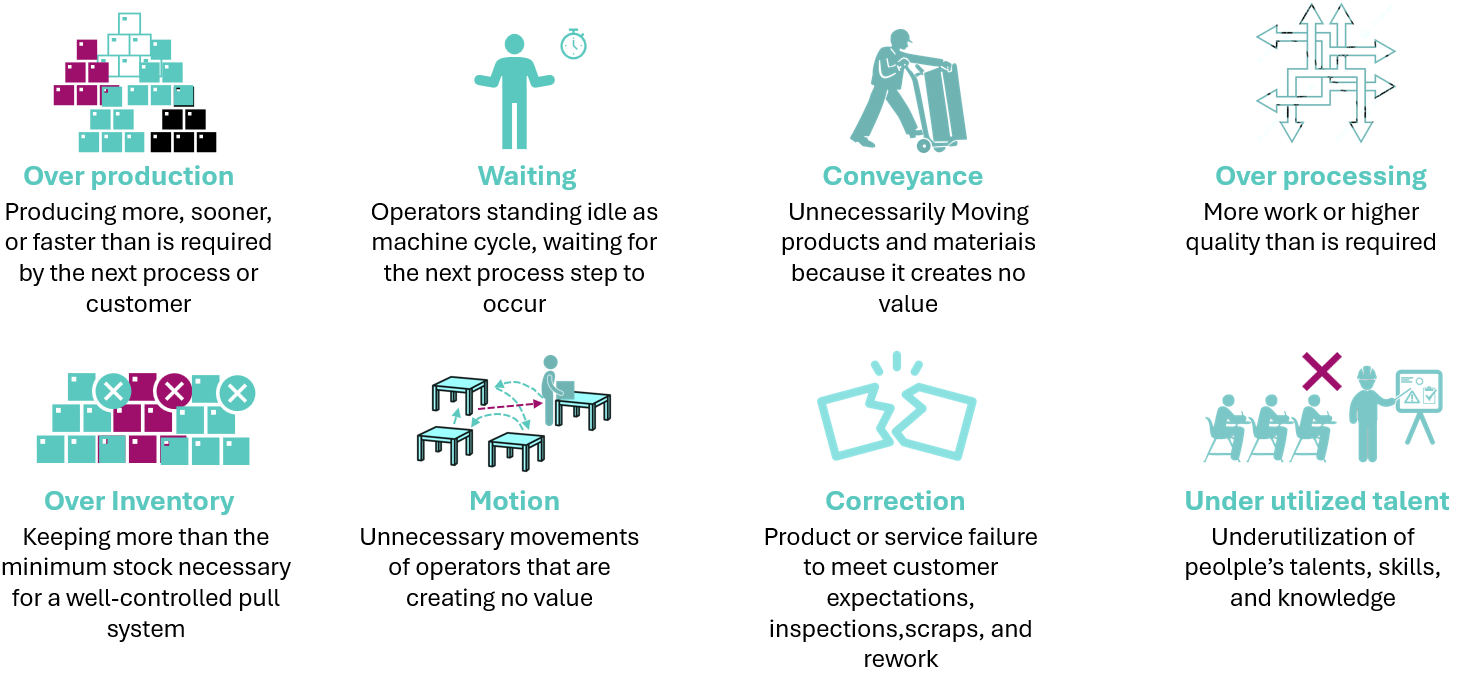 Over production
Producing more, sooner,
or faster than is required
by the next process or
customer
Waiting
Operators standing idle as
machine cycle, waiting for
the next process step to
occur
Conveyance
Unnecessarily Moving
products and materiais
because it creates no
value
Over processing
More work or higher
quality than is required
Over Inventory
Keeping more than the
minimum stock necessary
for a well-controlled pull
system
Motion
Unnecessary movements
of operators that are
creating no value
Correction
Product or service failure
to meet customer
expectations,
inspections,scraps, and
rework
Under utilized talent
Underutilization of
peolple’s talents, skills,
and knowledge